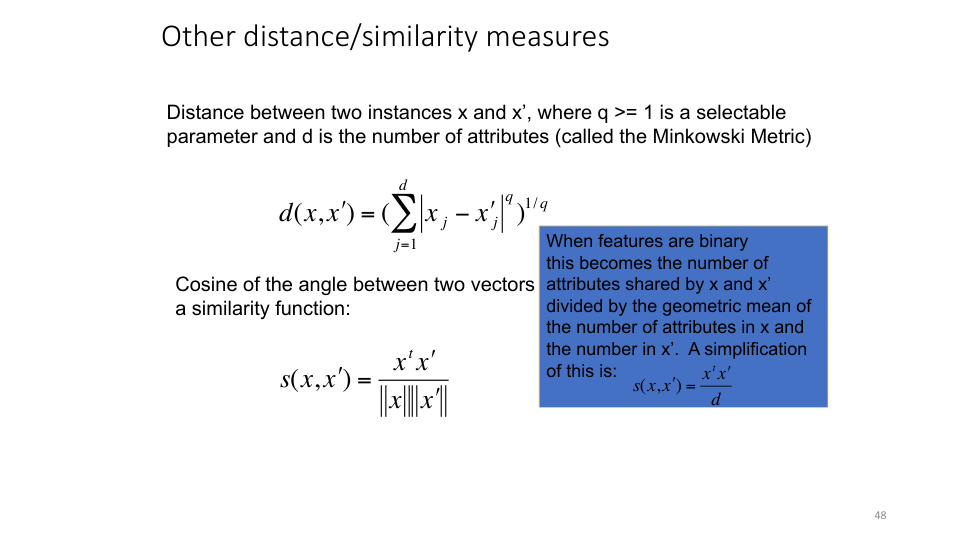 Other distance/similarity measures
Distance between two instances x and x’, where q >= 1 is a selectable
parameter and d is the number of attributes (called the Minkowski Metric)
d(x,x′) = (∑_{j=1}^{d} |x_j − x′_j|^q)^{1/q}
Cosine of the angle between two vectors
a similarity function:
s(x,x′) = x^t x′ / ‖x‖‖x′‖
When features are binary
this becomes the number of
attributes shared by x and x’
divided by the geometric mean of
the number of attributes in x and
the number in x’.  A simplification
of this is:
s(x,x′) = x^t x′ / d
48